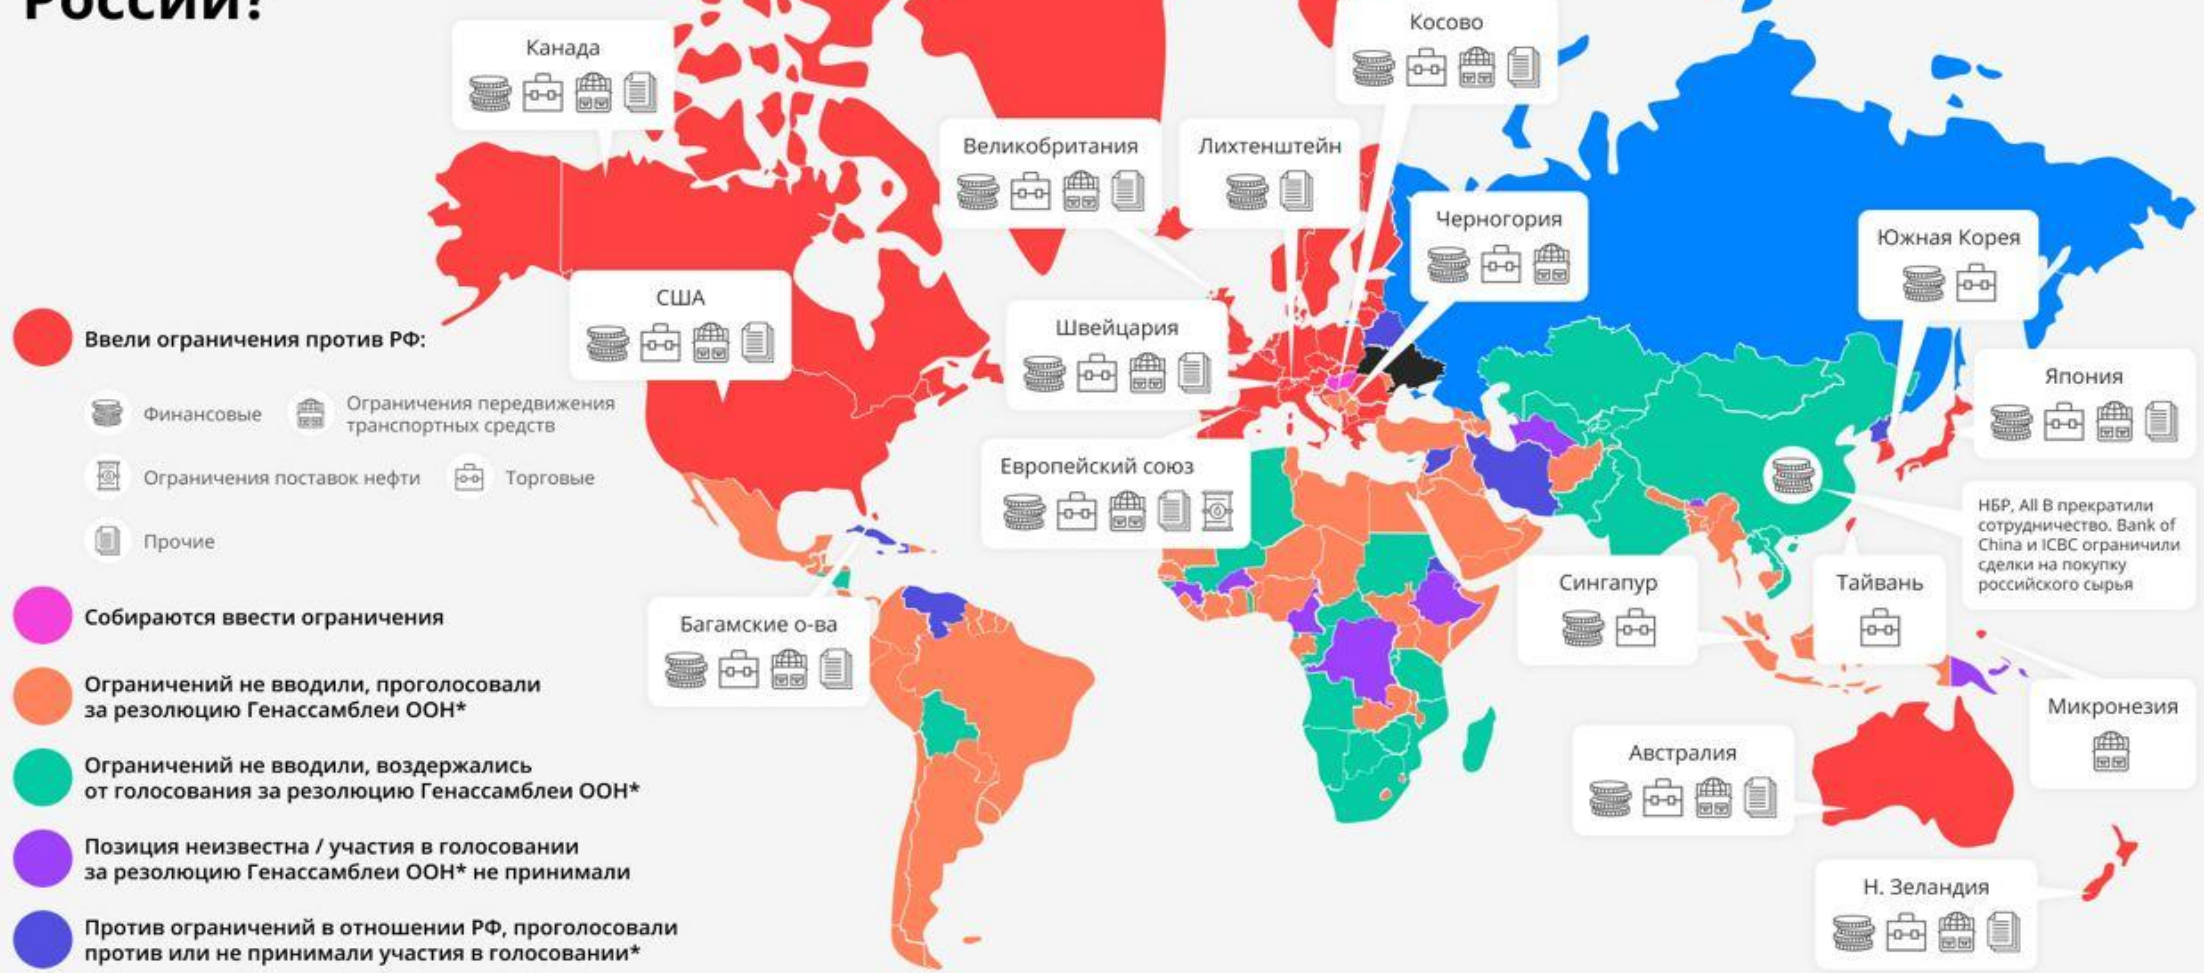 России?
Канада
Косово
Великобритания
Лихтенштейн
Черногория
Южная Корея
США
Швейцария
Япония
Европейский союз
НБР, All B прекратили
сотрудничество. Bank of
China и ICBC ограничили
сделки на покупку
российского сырья
Сингапур
Тайвань
Багамские о-ва
Микронезия
Австралия
Н. Зеландия
Ввели ограничения против РФ:
Финансовые
Ограничения передвижения
транспортных средств
Ограничения поставок нефти
Торговые
Прочие
Собираются ввести ограничения
Ограничений не вводили, проголосовали
за резолюцию Генассамблеи ООН*
Ограничений не вводили, воздержались
от голосования за резолюцию Генассамблеи ООН*
Позиция неизвестна / участия в голосовании
за резолюцию Генассамблеи ООН* не принимали
Против ограничений в отношении РФ, проголосовали
против или не принимали участия в голосовании*